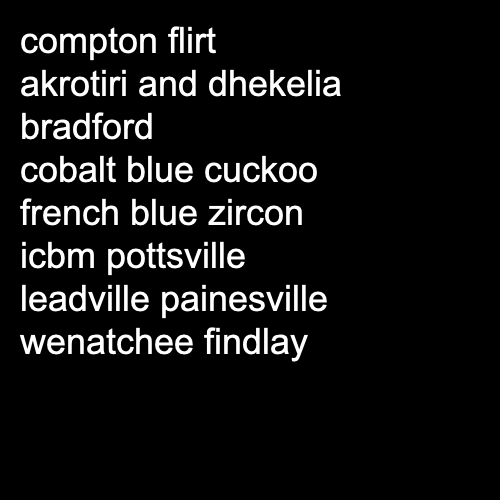 compton flirt
akrotiri and dhekelia
bradford
cobalt blue cuckoo
french blue zircon
icbm pottsville
leadville painesville
wenatchee findlay